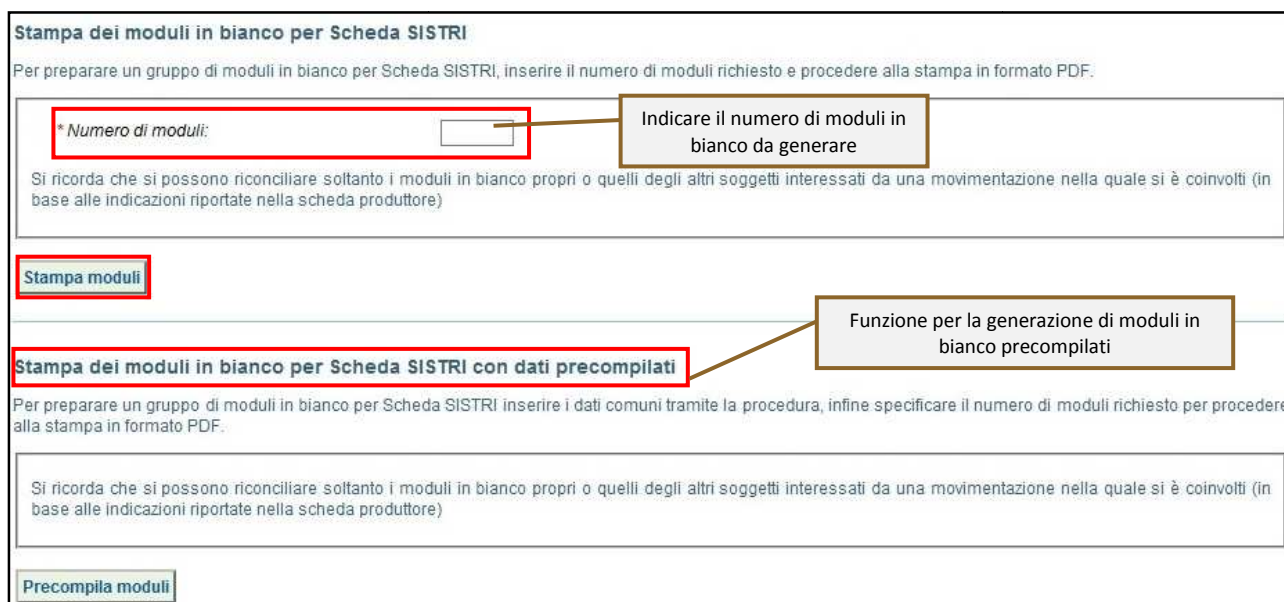 Stampa dei moduli in bianco per Scheda SISTRI
Per preparare un gruppo di moduli in bianco per Scheda SISTRI, inserire il numero di moduli richiesto e procedere alla stampa in formato PDF.
* Numero di moduli:
Indicare il numero di moduli in
bianco da generare
Si ricorda che si possono riconciliare soltanto i moduli in bianco propri o quelli degli altri soggetti interessati da una movimentazione nella quale si è coinvolti (in
base alle indicazioni riportate nella scheda produttore)
Stampa moduli
Funzione per la generazione di moduli in
bianco precompilati
Stampa dei moduli in bianco per Scheda SISTRI con dati precompilati
Per preparare un gruppo di moduli in bianco per Scheda SISTRI inserire i dati comuni tramite la procedura, infine specificare il numero di moduli richiesto per procedere
alla stampa in formato PDF.
Si ricorda che si possono riconciliare soltanto i moduli in bianco propri o quelli degli altri soggetti interessati da una movimentazione nella quale si è coinvolti (in
base alle indicazioni riportate nella scheda produttore)
Precompila moduli